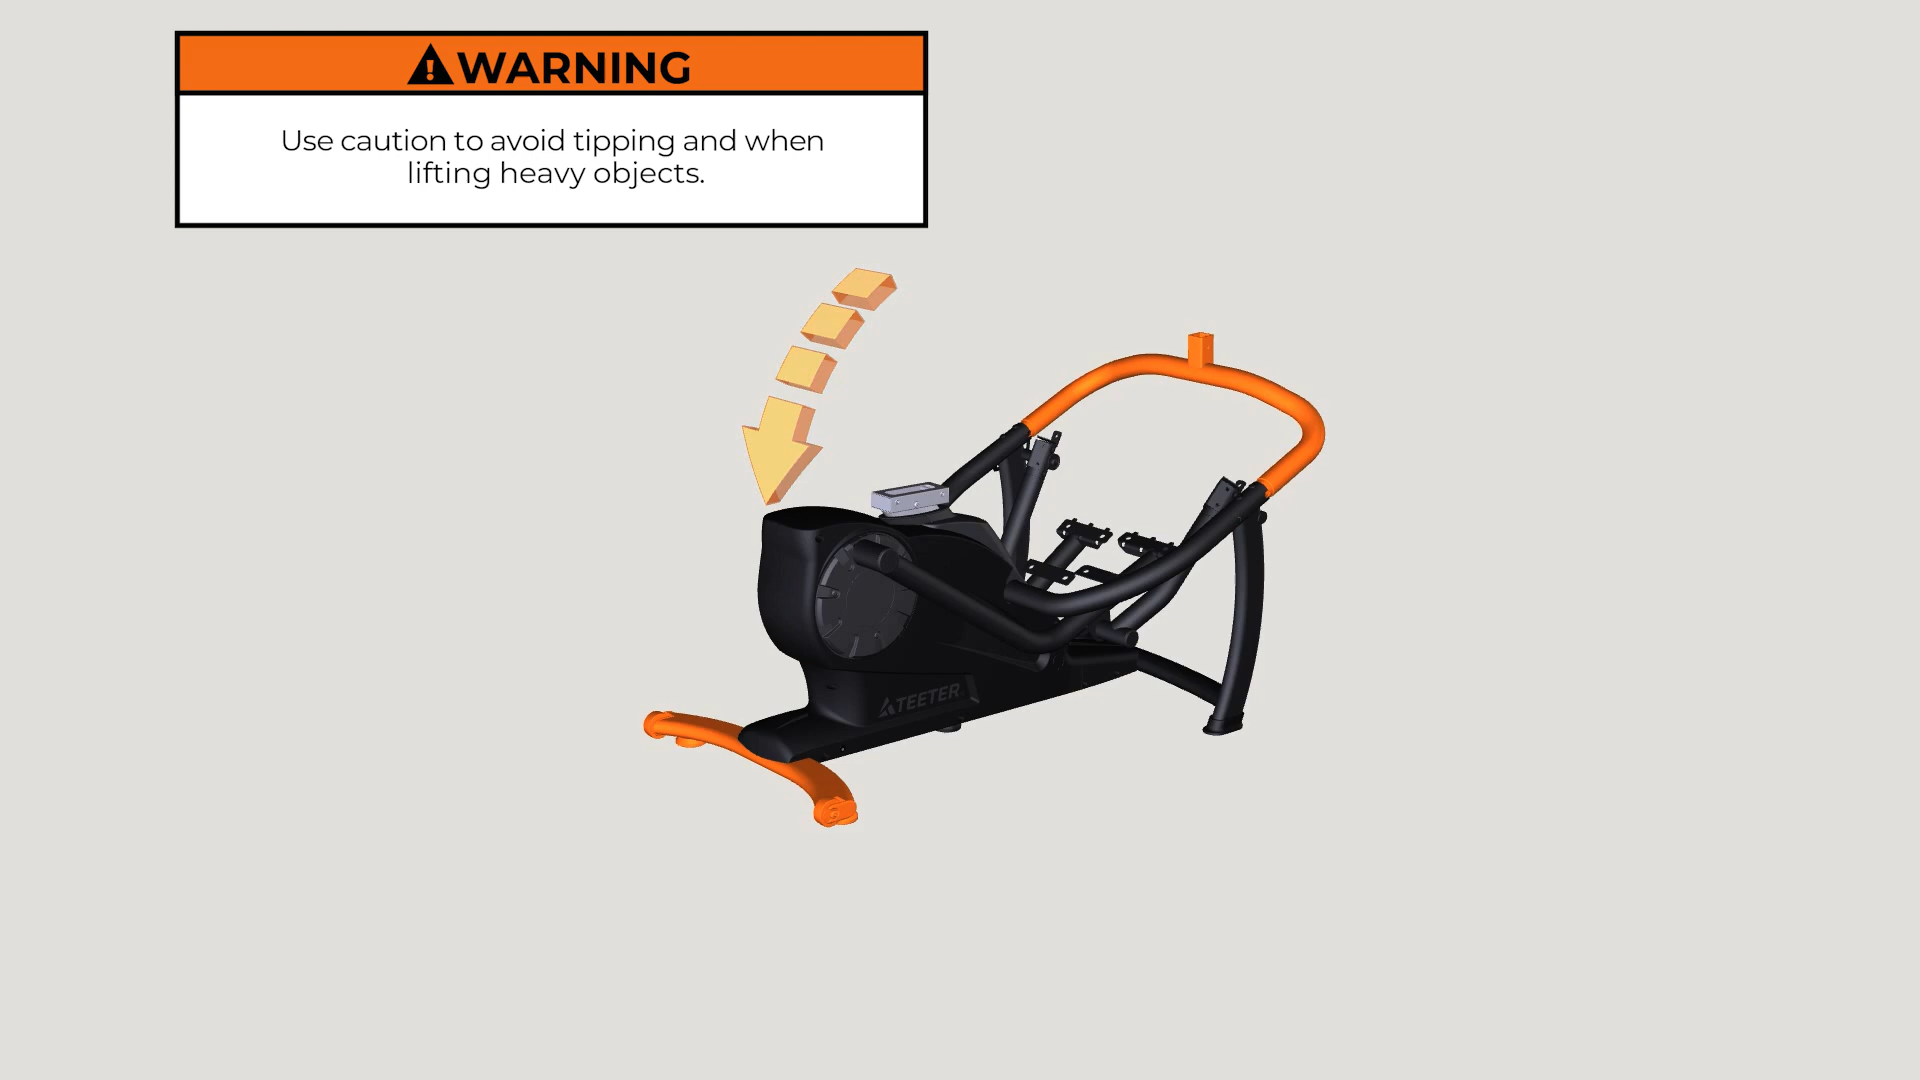 WARNING
Use caution to avoid tipping and when
lifting heavy objects.
TEETER